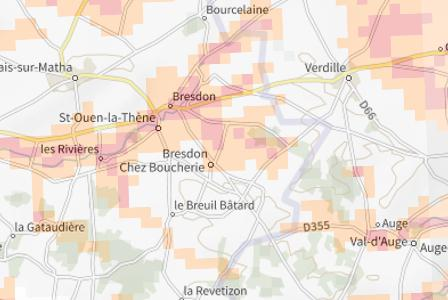 Bourcelaine
ais-sur-Matha
Verdille
Bresdon
D66
St-Ouen-la-Thène
les Rivières
Bresdon
Chez Boucherie
le Breuil Bâtard
la Gataudière
D355
Auge
Val-d'Auge
Auge
la Revetizon